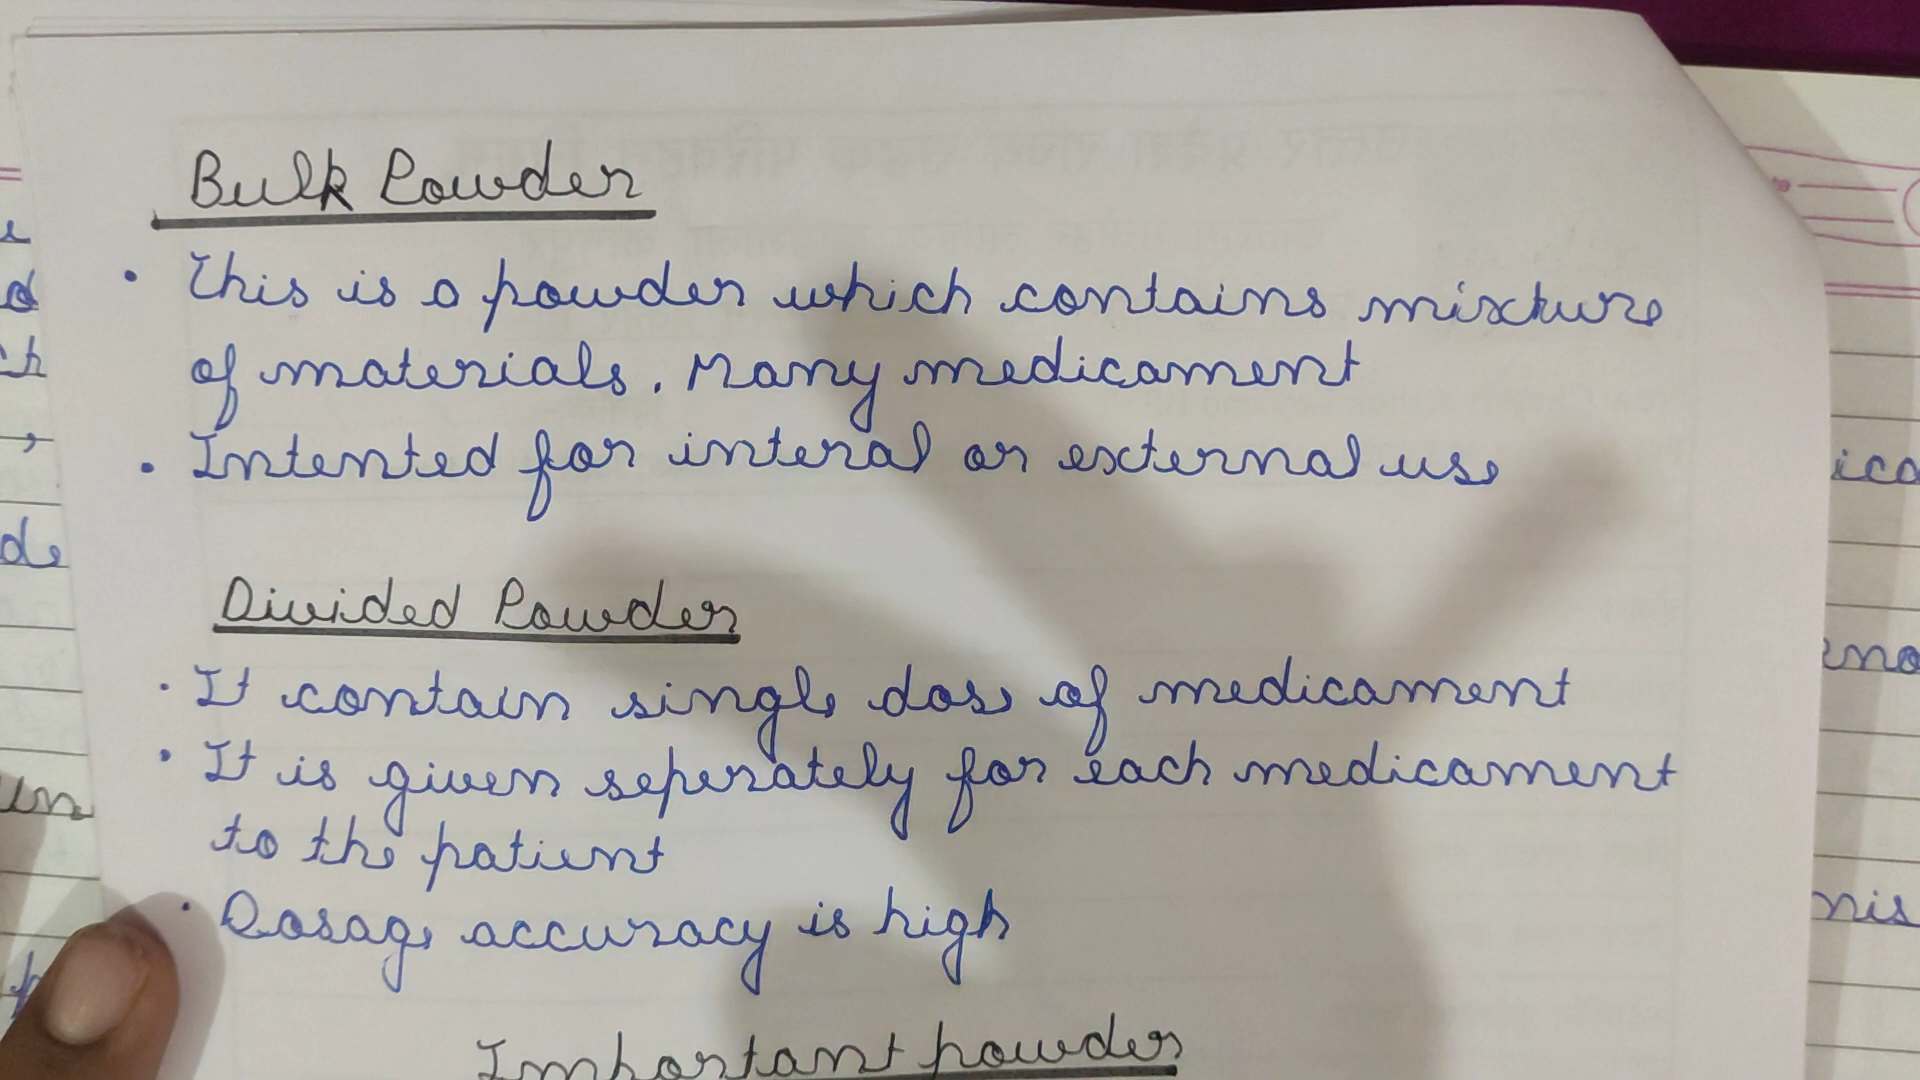 Bulk Powder
• This is a powder which contains mixture
of materials. Many medicament
• Intented for interal or external use
Divided Powder
• It contain single dose of medicament
• It is given seperately for each medicament
to the patient
• Dosage accuracy is high
Important powder